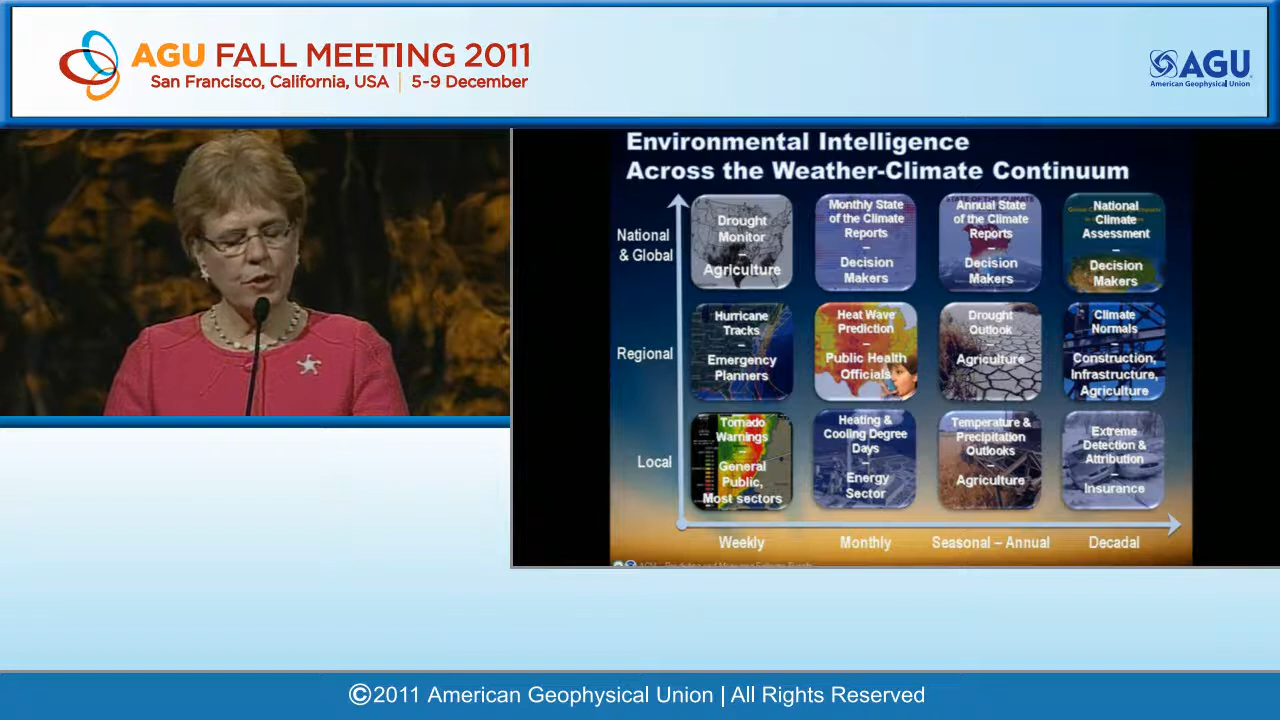 AGU FALL MEETING 2011
San Francisco, California, USA | 5-9 December
AGU
American Geophysical Union
Environmental Intelligence
Across the Weather-Climate Continuum
National
& Global
Drought
Monitor
–
Agriculture
Monthly State
of the Climate
Reports
–
Decision
Makers
Annual State
of the Climate
Reports
–
Decision
Makers
National
Climate
Assessment
–
Decision
Makers
Regional
Hurricane
Tracks
–
Emergency
Planners
Heat Wave
Prediction
–
Public Health
Officials
Drought
Outlook
–
Agriculture
Climate
Normals
–
Construction,
Infrastructure,
Agriculture
Local
Tornado
Warnings
–
General
Public,
Most sectors
Heating &
Cooling Degree
Days
–
Energy
Sector
Temperature &
Precipitation
Outlooks
–
Agriculture
Extreme
Detection &
Attribution
–
Insurance
Weekly
Monthly
Seasonal – Annual
Decadal
©2011 American Geophysical Union | All Rights Reserved